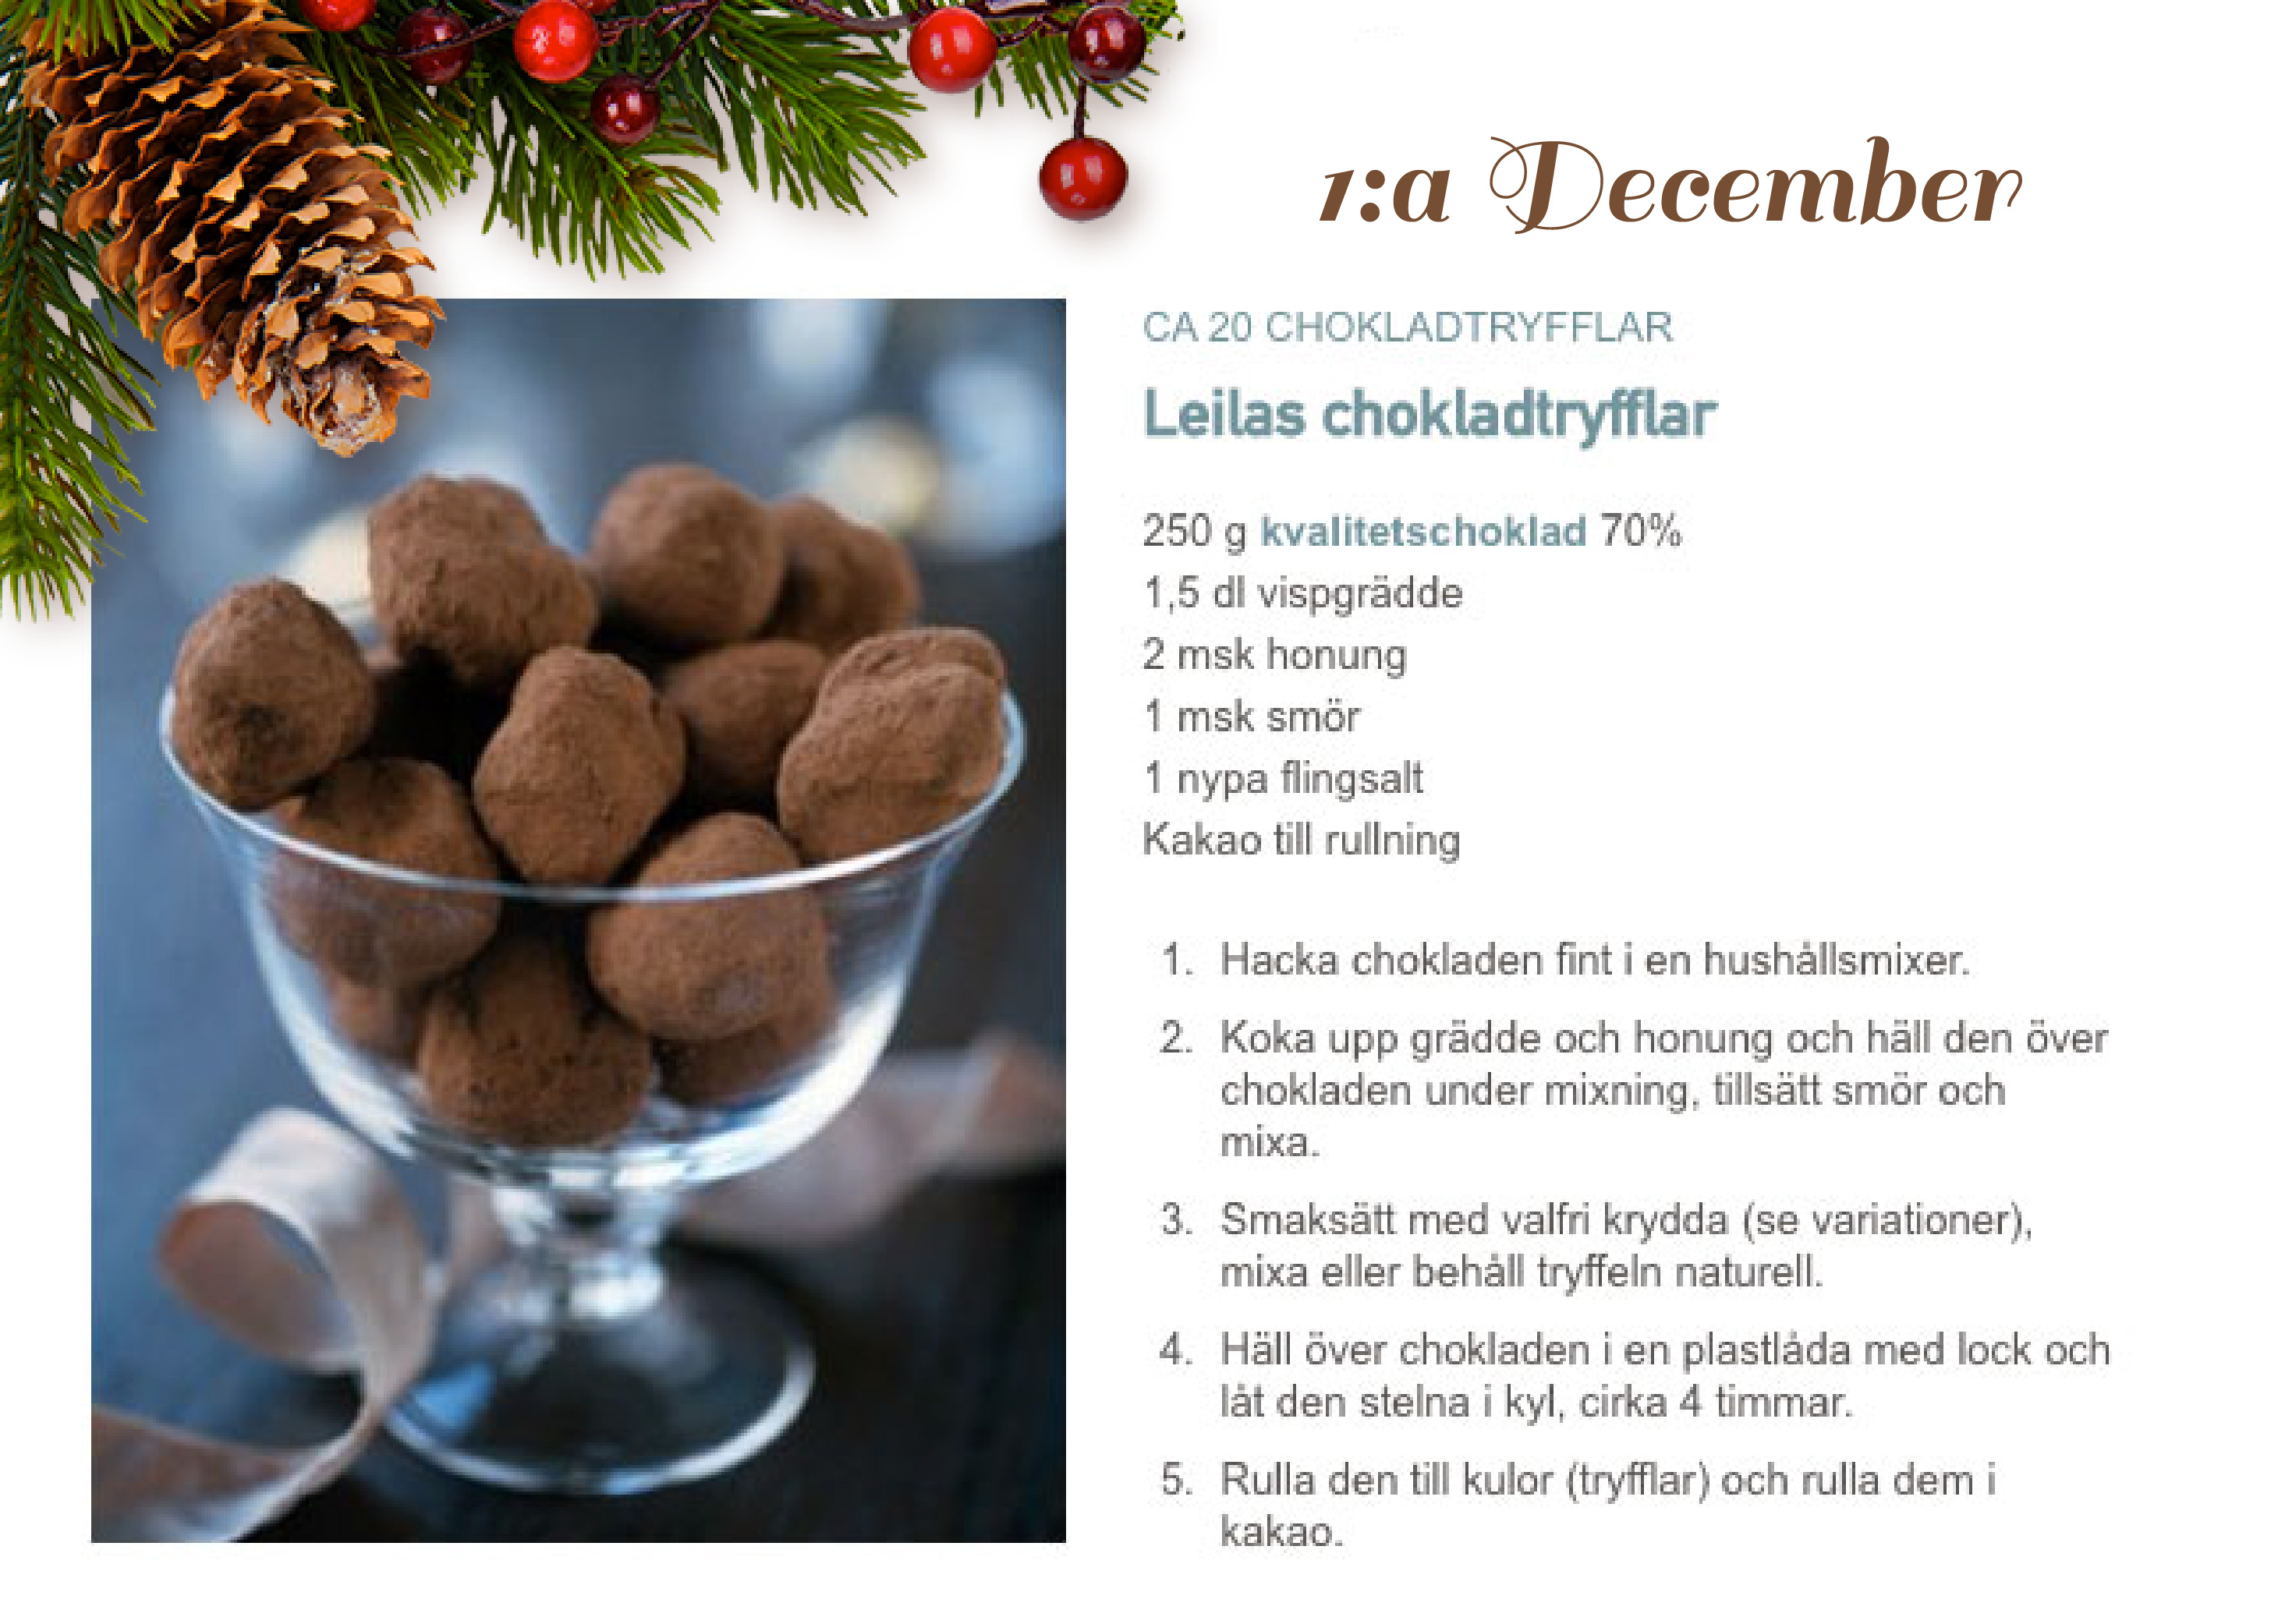 1:a December
CA 20 CHOKLADTRYFFLAR
Leilas chokladtryfflar
250 g kvalitetschoklad 70%
1,5 dl vispgrädde
2 msk honung
1 msk smör
1 nypa flingsalt
Kakao till rullning
1. Hacka chokladen fint i en hushållsmixer.
2. Koka upp grädde och honung och häll den över
chokladen under mixning, tillsätt smör och
mixa.
3. Smaksätt med valfri krydda (se variationer),
mixa eller behåll tryffeln naturell.
4. Häll över chokladen i en plastlåda med lock och
låt den stelna i kyl, cirka 4 timmar.
5. Rulla den till kulor (tryfflar) och rulla dem i
kakao.